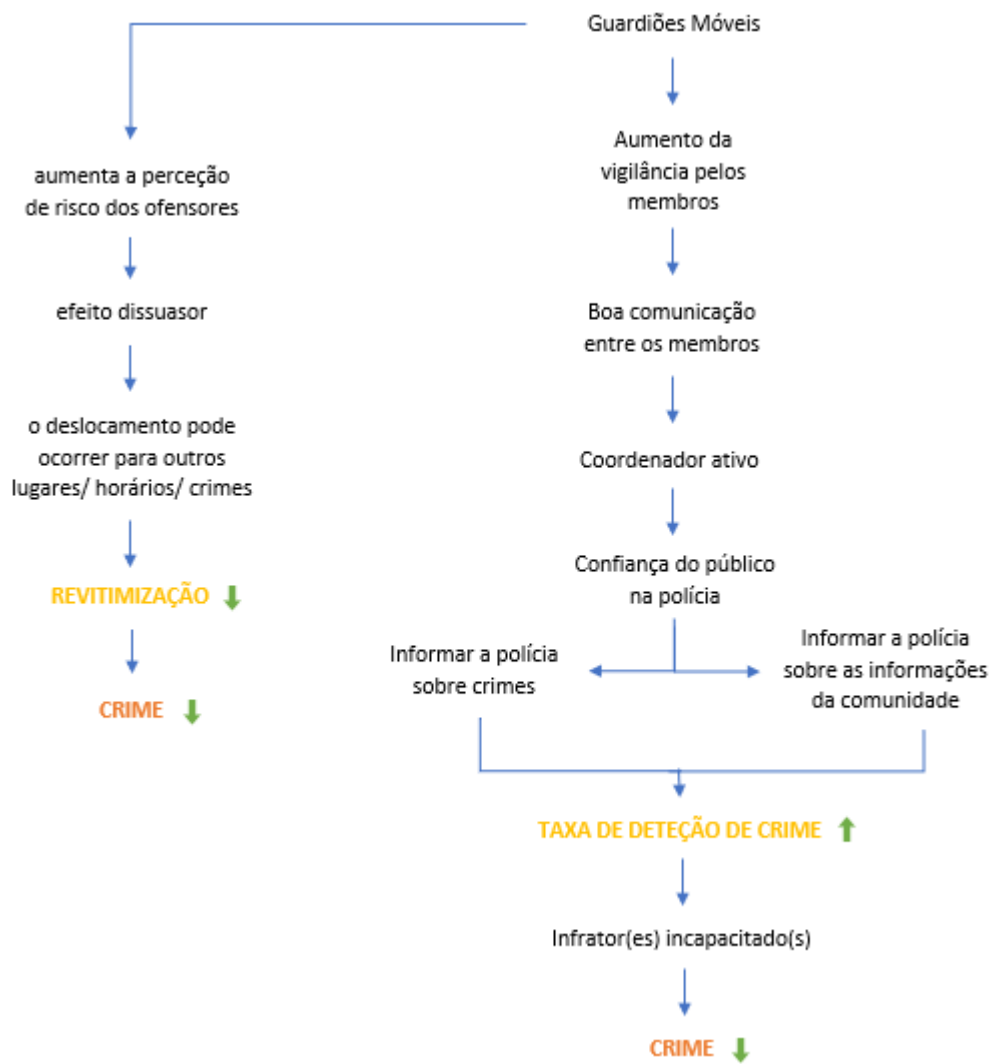 Guardiões Móveis
aumenta a perceção
de risco dos ofensores
efeito dissuasor
o deslocamento pode
ocorrer para outros
lugares/ horários/ crimes
REVITIMIZAÇÃO
CRIME
Aumento da
vigilância pelos
membros
Boa comunicação
entre os membros
Coordenador ativo
Confiança do público
na polícia
Informar a polícia
sobre crimes
Informar a polícia
sobre as informações
da comunidade
TAXA DE DETEÇÃO DE CRIME
Infrator(es) incapacitado(s)
CRIME